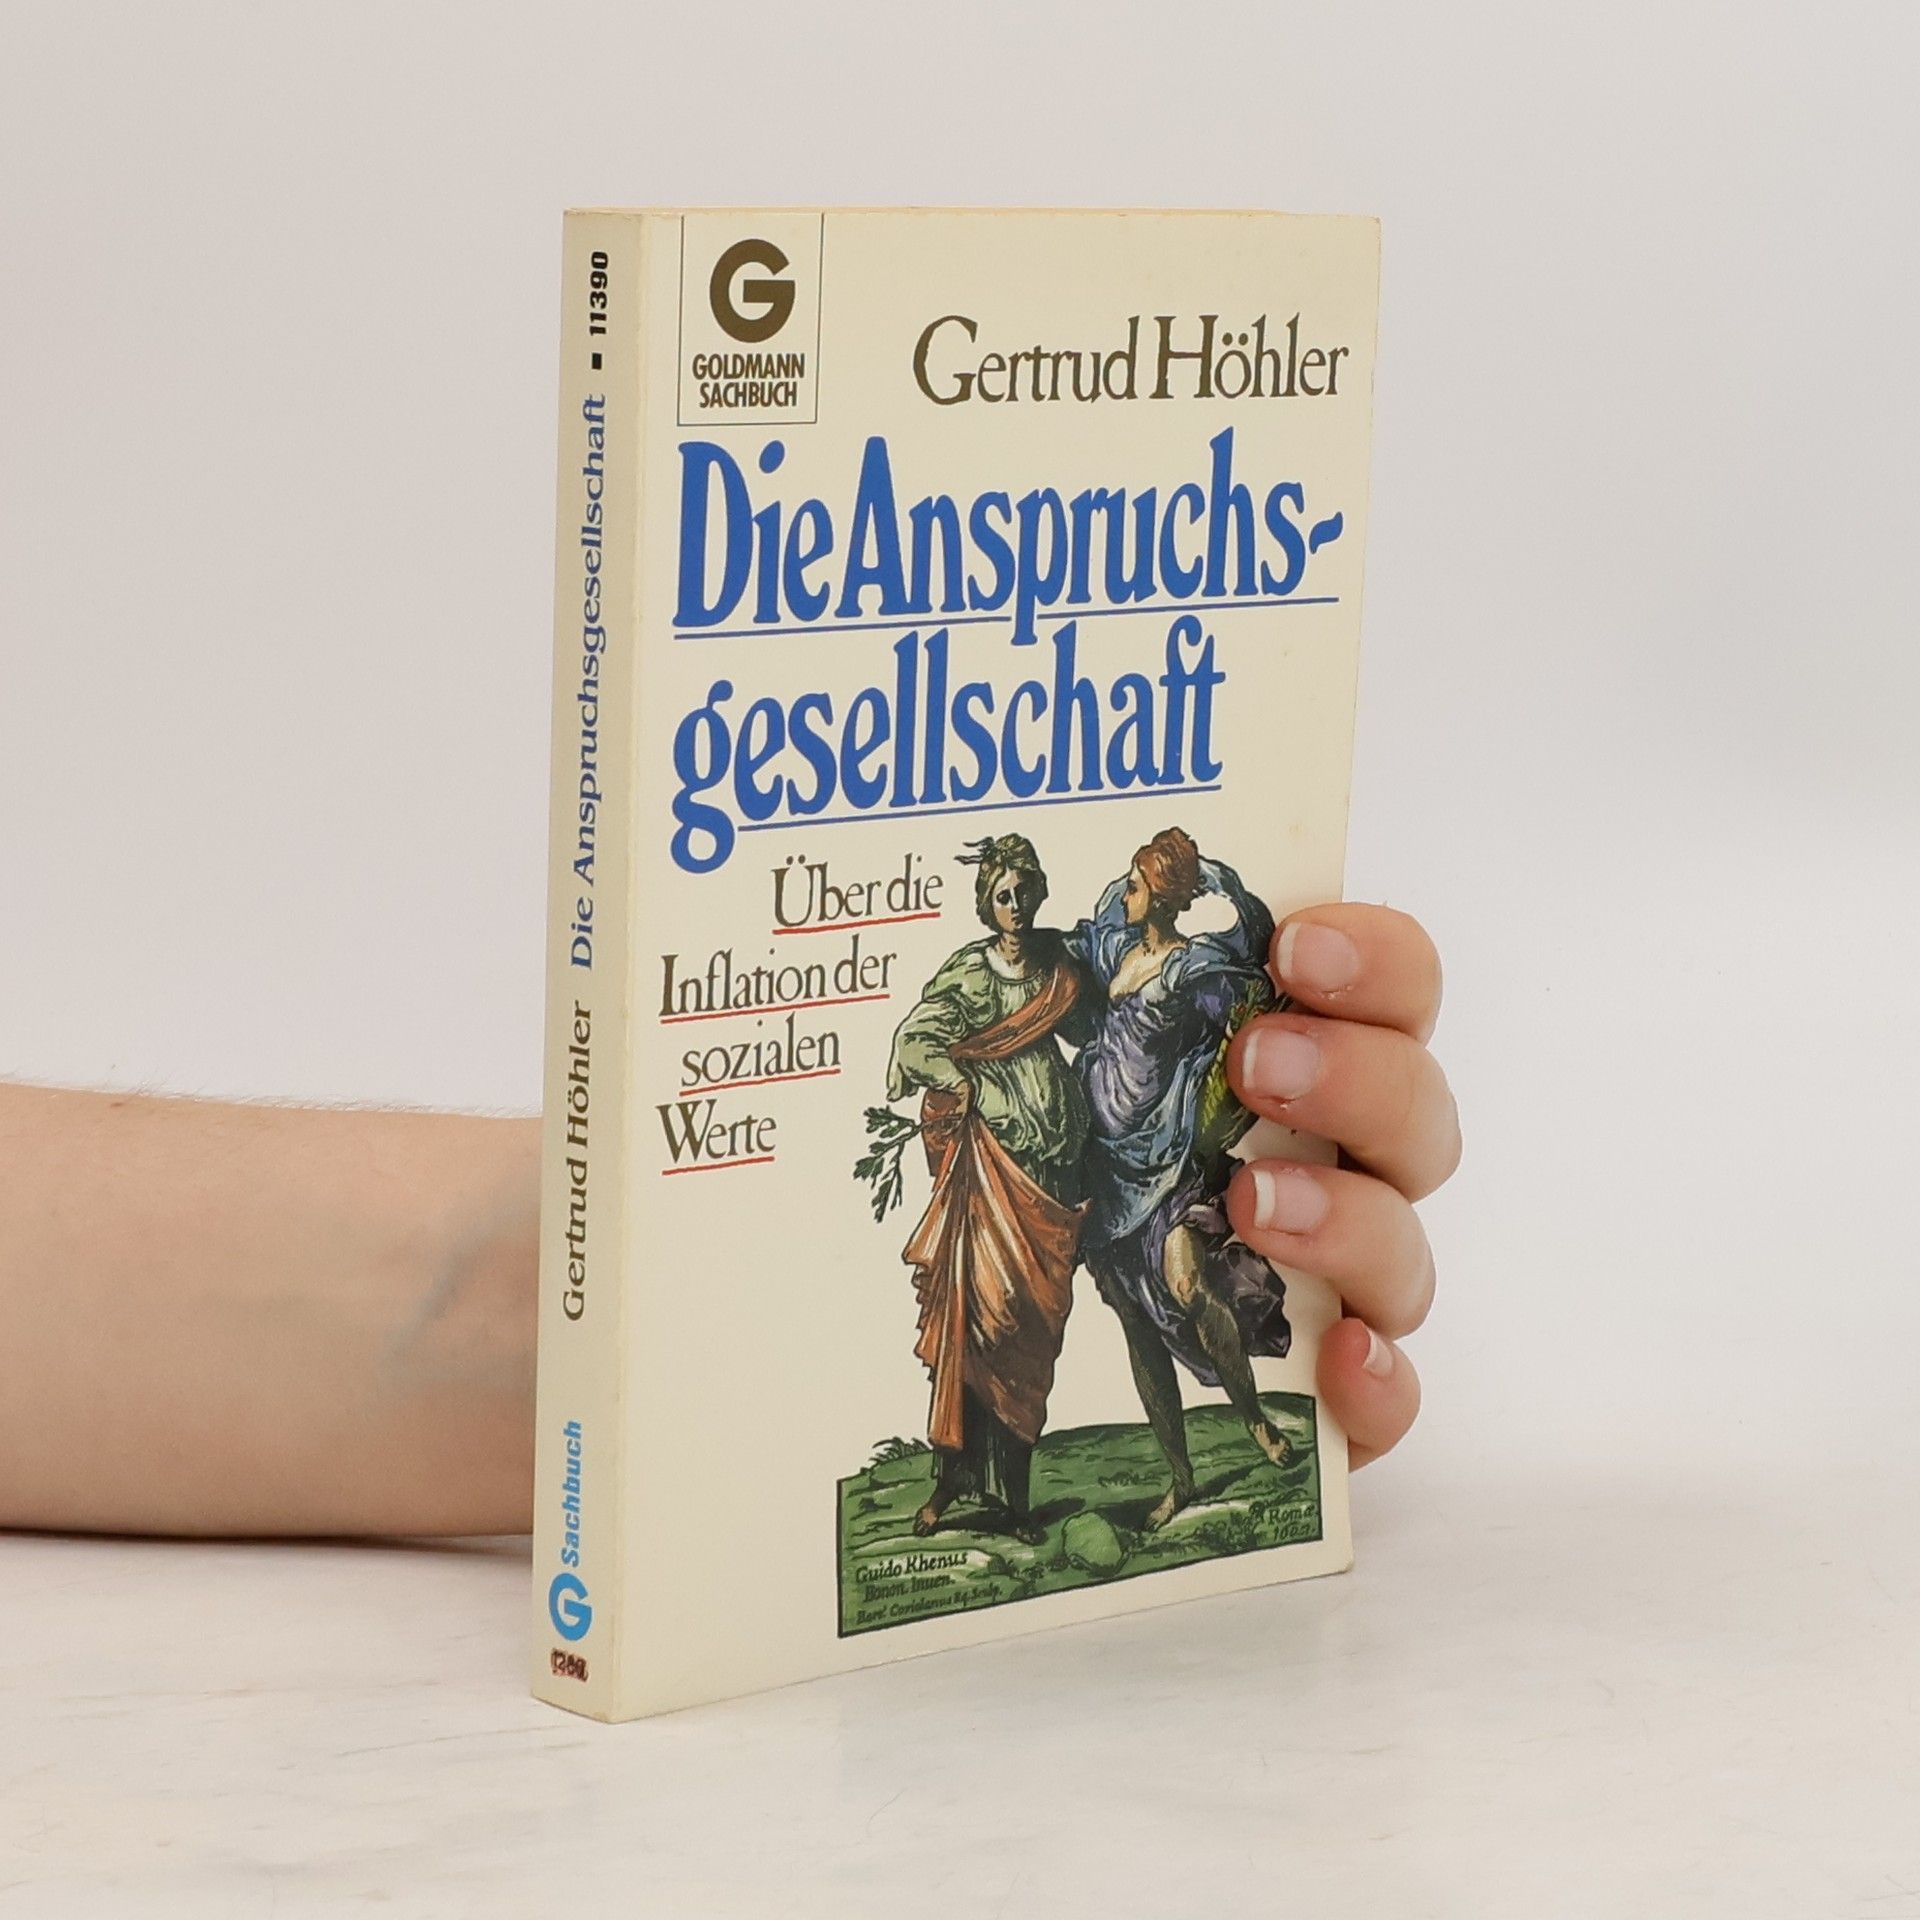 G
GOLDMANN
SACHBUCH
Gertrud Höhler
Die Anspruchs-
gesellschaft
Über die
Inflation der
sozialen
Werte
Guido Rhenus
Bonon. Inuen.
Romæ.
Gertrud Höhler Die Anspruchsgesellschaft ▪ 11390
G Sachbuch